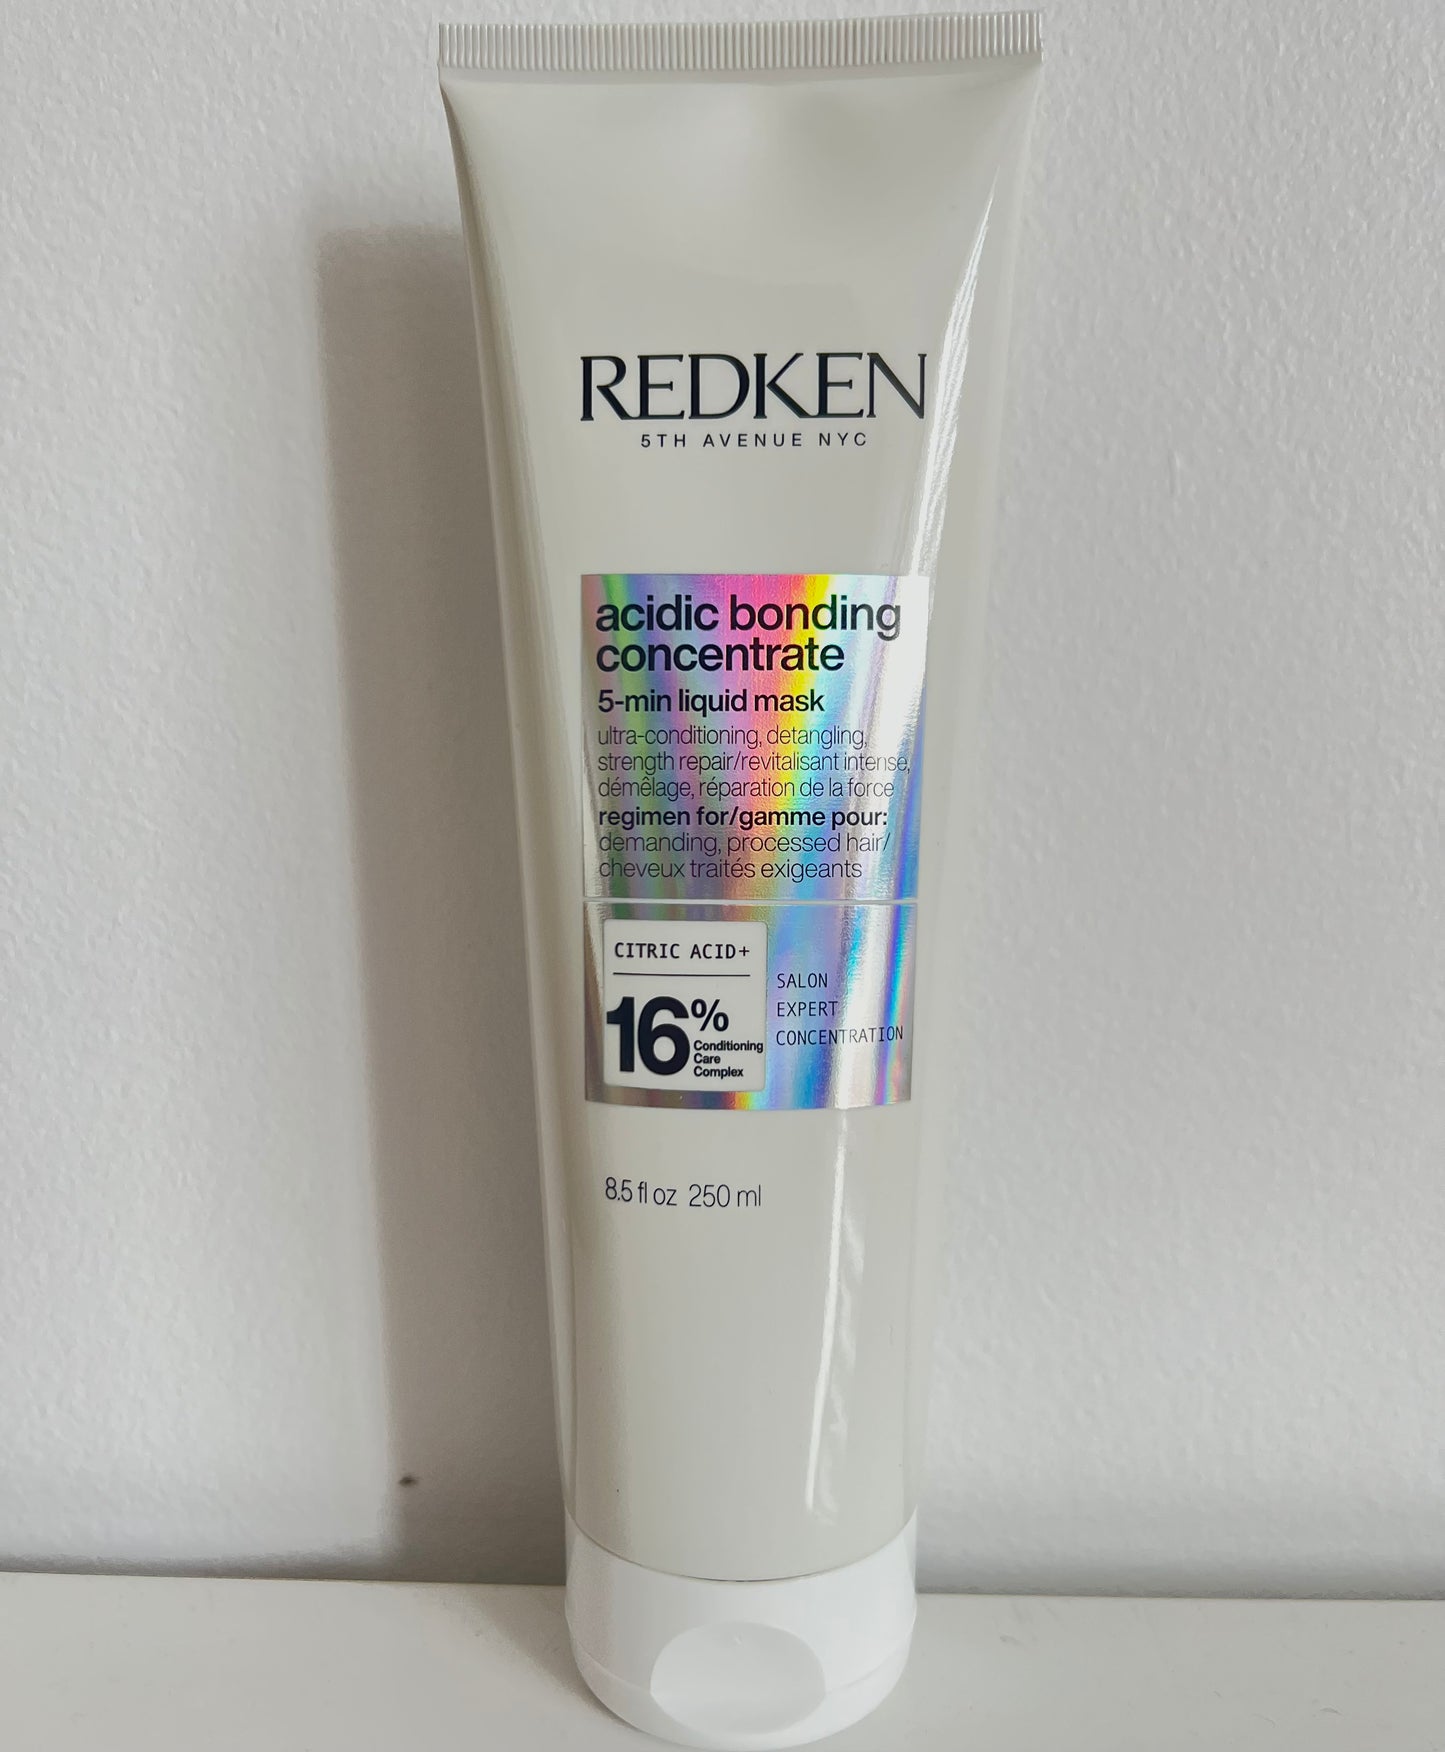 REDKEN
5TH AVENUE NYC
acidic bonding
concentrate
5-min liquid mask
ultra-conditioning, detangling,
strength repair/revitalisant intense,
démêlage, réparation de la force
regimen for/gamme pour:
demanding, processed hair/
cheveux traités exigeants
CITRIC ACID+
16%
Conditioning
Care
Complex
SALON
EXPERT
CONCENTRATION
8.5 fl oz 250 ml